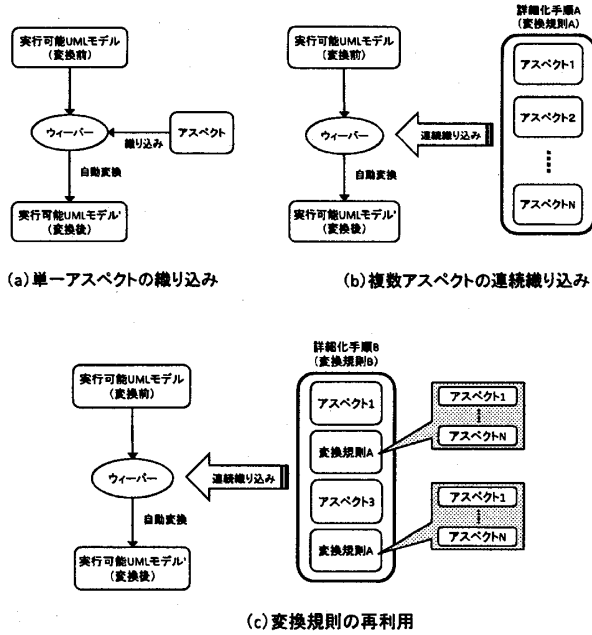 実行可能UMLモデル
(変換前)
ウィーバー
織り込み
アスペクト
自動変換
実行可能UMLモデル'
(変換後)
(a)単一アスペクトの織り込み
実行可能UMLモデル
(変換前)
ウィーバー
連続織り込み
自動変換
実行可能UMLモデル'
(変換後)
詳細化手順A
(変換規則A)
アスペクト1
アスペクト2
アスペクトN
(b)複数アスペクトの連続織り込み
実行可能UMLモデル
(変換前)
ウィーバー
連続織り込み
自動変換
実行可能UMLモデル'
(変換後)
詳細化手順B
(変換規則B)
アスペクト1
変換規則A
アスペクト3
変換規則A
アスペクト1
アスペクトN
アスペクト1
アスペクトN
(c)変換規則の再利用